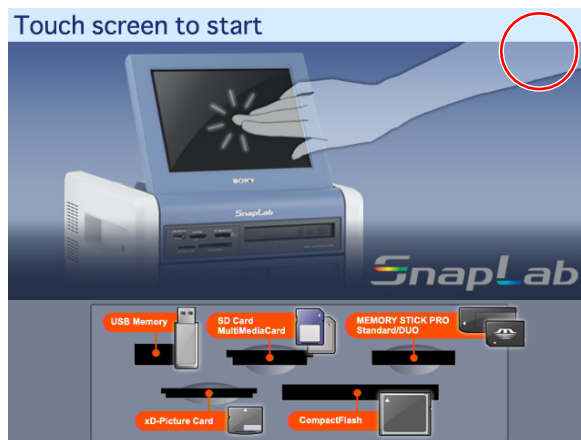 Touch screen to start
SONY
SnapLab
SnapLab
USB Memory
SD Card
MultiMediaCard
MEMORY STICK PRO
Standard/DUO
xD-Picture Card
CompactFlash